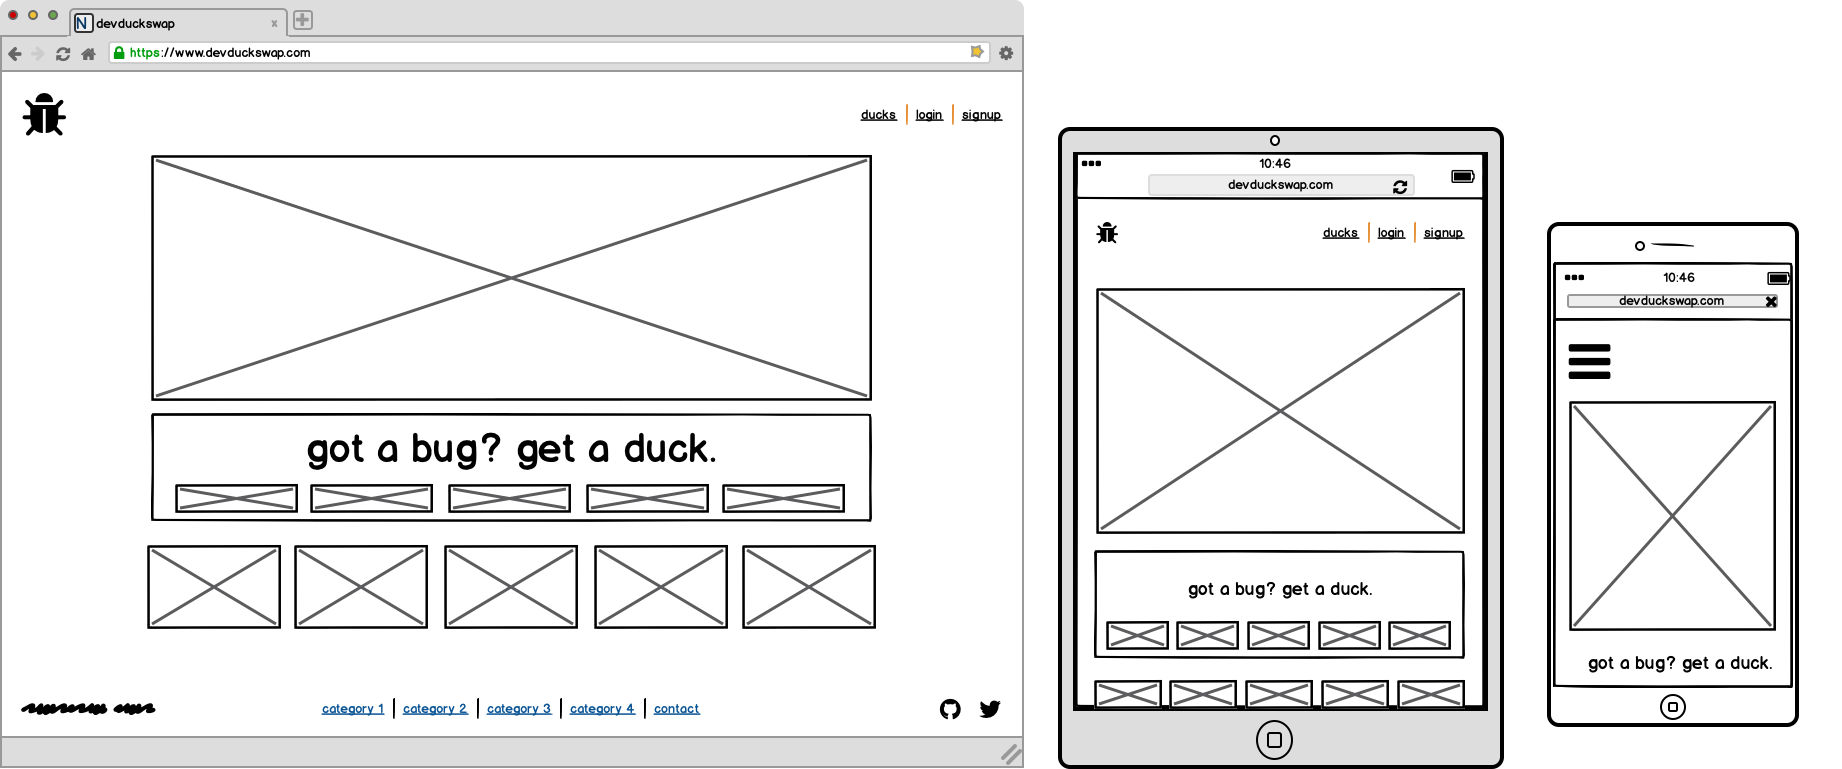 N devduckswap x
https://www.devduckswap.com
ducks login signup
got a bug? get a duck.
category 1 category 2 category 3 category 4 contact
10:46
devduckswap.com
ducks login signup
got a bug? get a duck.
10:46
devduckswap.com
got a bug? get a duck.